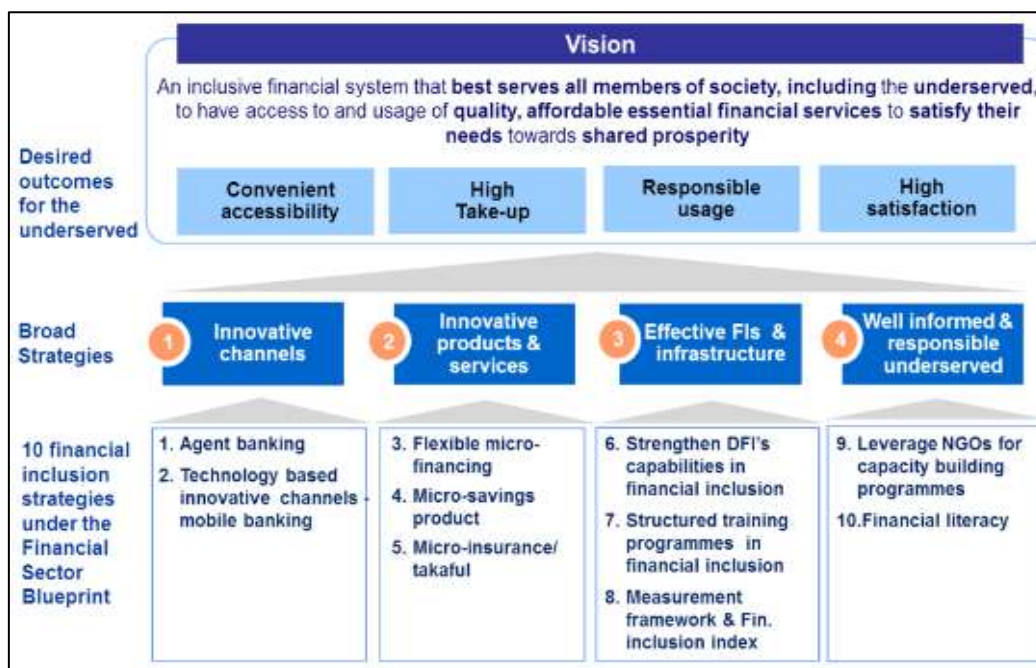 Vision
An inclusive financial system that best serves all members of society, including the underserved,
to have access to and usage of quality, affordable essential financial services to satisfy their
needs towards shared prosperity
Desired
outcomes
for the
underserved
Convenient
accessibility
High
Take-up
Responsible
usage
High
satisfaction
Broad
Strategies
1
Innovative
channels
2
Innovative
products &
services
3
Effective FIs &
infrastructure
4
Well informed &
responsible
underserved
10 financial
inclusion
strategies
under the
Financial
Sector
Blueprint
1. Agent banking
2. Technology based
innovative channels -
mobile banking
3. Flexible micro-
financing
4. Micro-savings
product
5. Micro-insurance/
takaful
6. Strengthen DFI's
capabilities in
financial inclusion
7. Structured training
programmes in
financial inclusion
8. Measurement
framework & Fin.
inclusion index
9. Leverage NGOs for
capacity building
programmes
10.Financial literacy